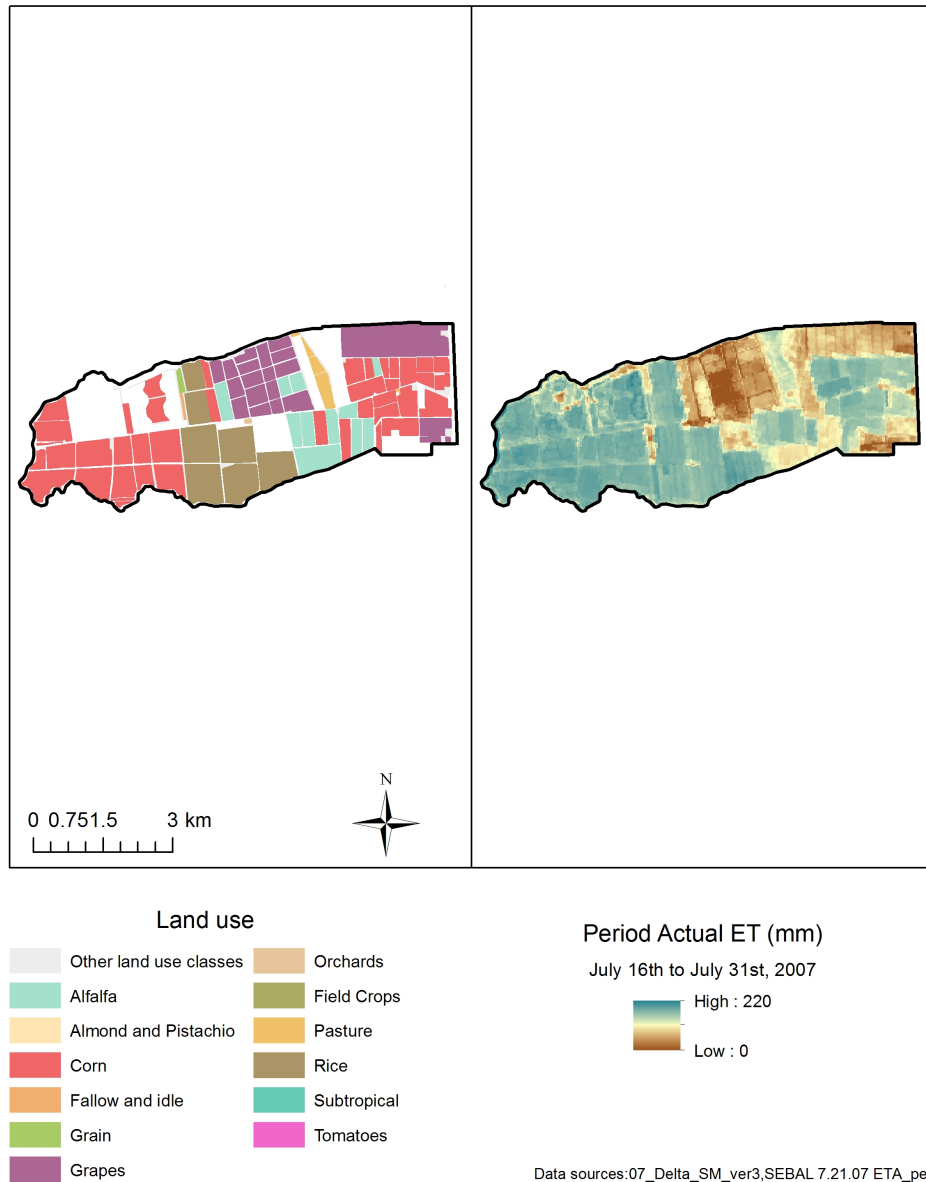 N
0 0.751.5 3 km
Land use
Other land use classes
Alfalfa
Almond and Pistachio
Corn
Fallow and idle
Grain
Grapes
Orchards
Field Crops
Pasture
Rice
Subtropical
Tomatoes
Period Actual ET (mm)
July 16th to July 31st, 2007
High : 220
Low : 0
Data sources:07_Delta_SM_ver3,SEBAL 7.21.07 ETA_pe